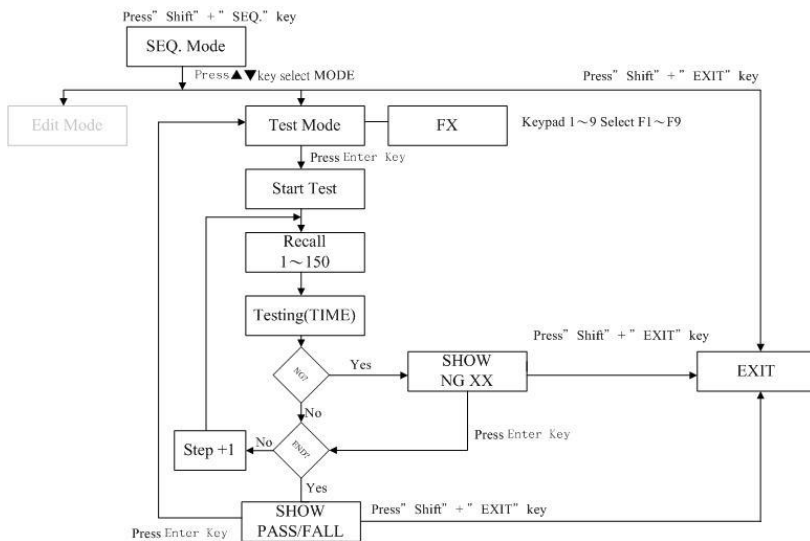 Press” Shift” + “ SEQ.” key
SEQ. Mode
Press▲▼key select MODE
Press” Shift” + “ EXIT” key
Edit Mode
Test Mode
FX
Keypad 1～9 Select F1～F9
Press Enter Key
Start Test
Recall
1～150
Testing(TIME)
Press” Shift” + “ EXIT” key
NG?
Yes
SHOW
NG XX
EXIT
No
Press Enter Key
Step +1
No
END?
Yes
SHOW
PASS/FALL
Press” Shift” + “ EXIT” key
Press Enter Key